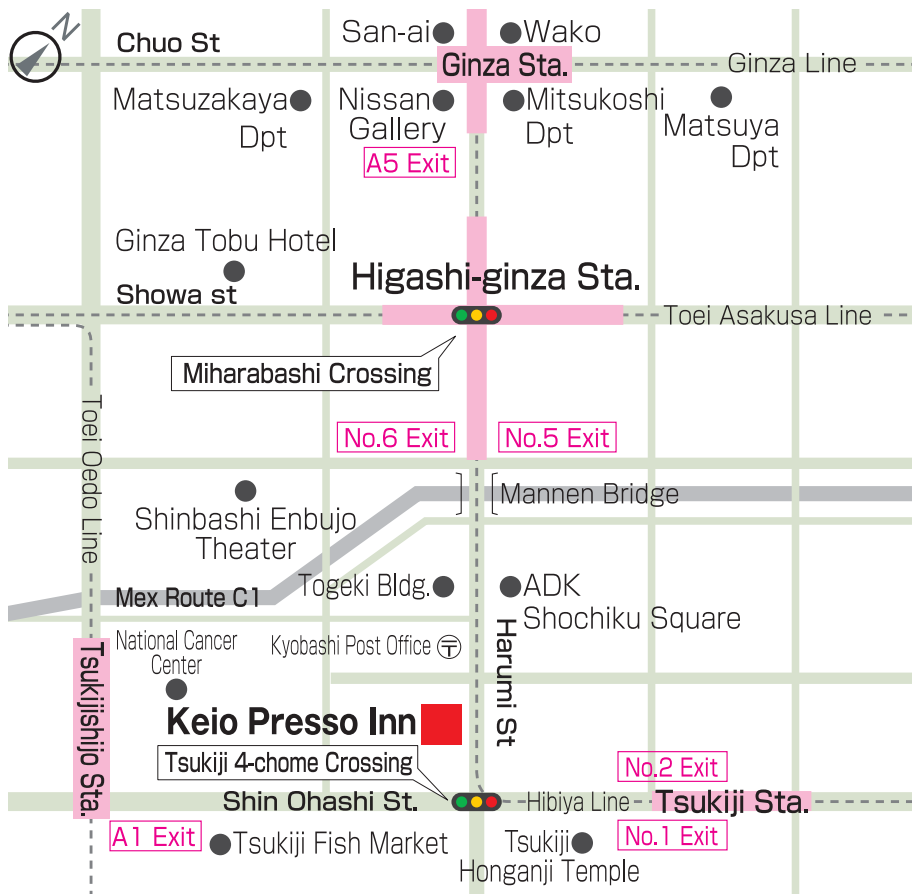 N
San-ai
Wako
Chuo St
Ginza Sta.
Ginza Line
Matsuzakaya
Dpt
Nissan
Gallery
Mitsukoshi
Dpt
Matsuya
Dpt
A5 Exit
Ginza Tobu Hotel
Higashi-ginza Sta.
Showa st
Toei Asakusa Line
Miharabashi Crossing
No.6 Exit
No.5 Exit
Toei Oedo Line
Mannen Bridge
Shinbashi Enbujo
Theater
Mex Route C1
Togeki Bldg.
ADK
Shochiku Square
National Cancer
Center
Kyobashi Post Office 〒
Harumi St
Tsukijishijo Sta.
Keio Presso Inn
Tsukiji 4-chome Crossing
No.2 Exit
Shin Ohashi St.
Hibiya Line
Tsukiji Sta.
A1 Exit
Tsukiji Fish Market
Tsukiji
Honganji Temple
No.1 Exit